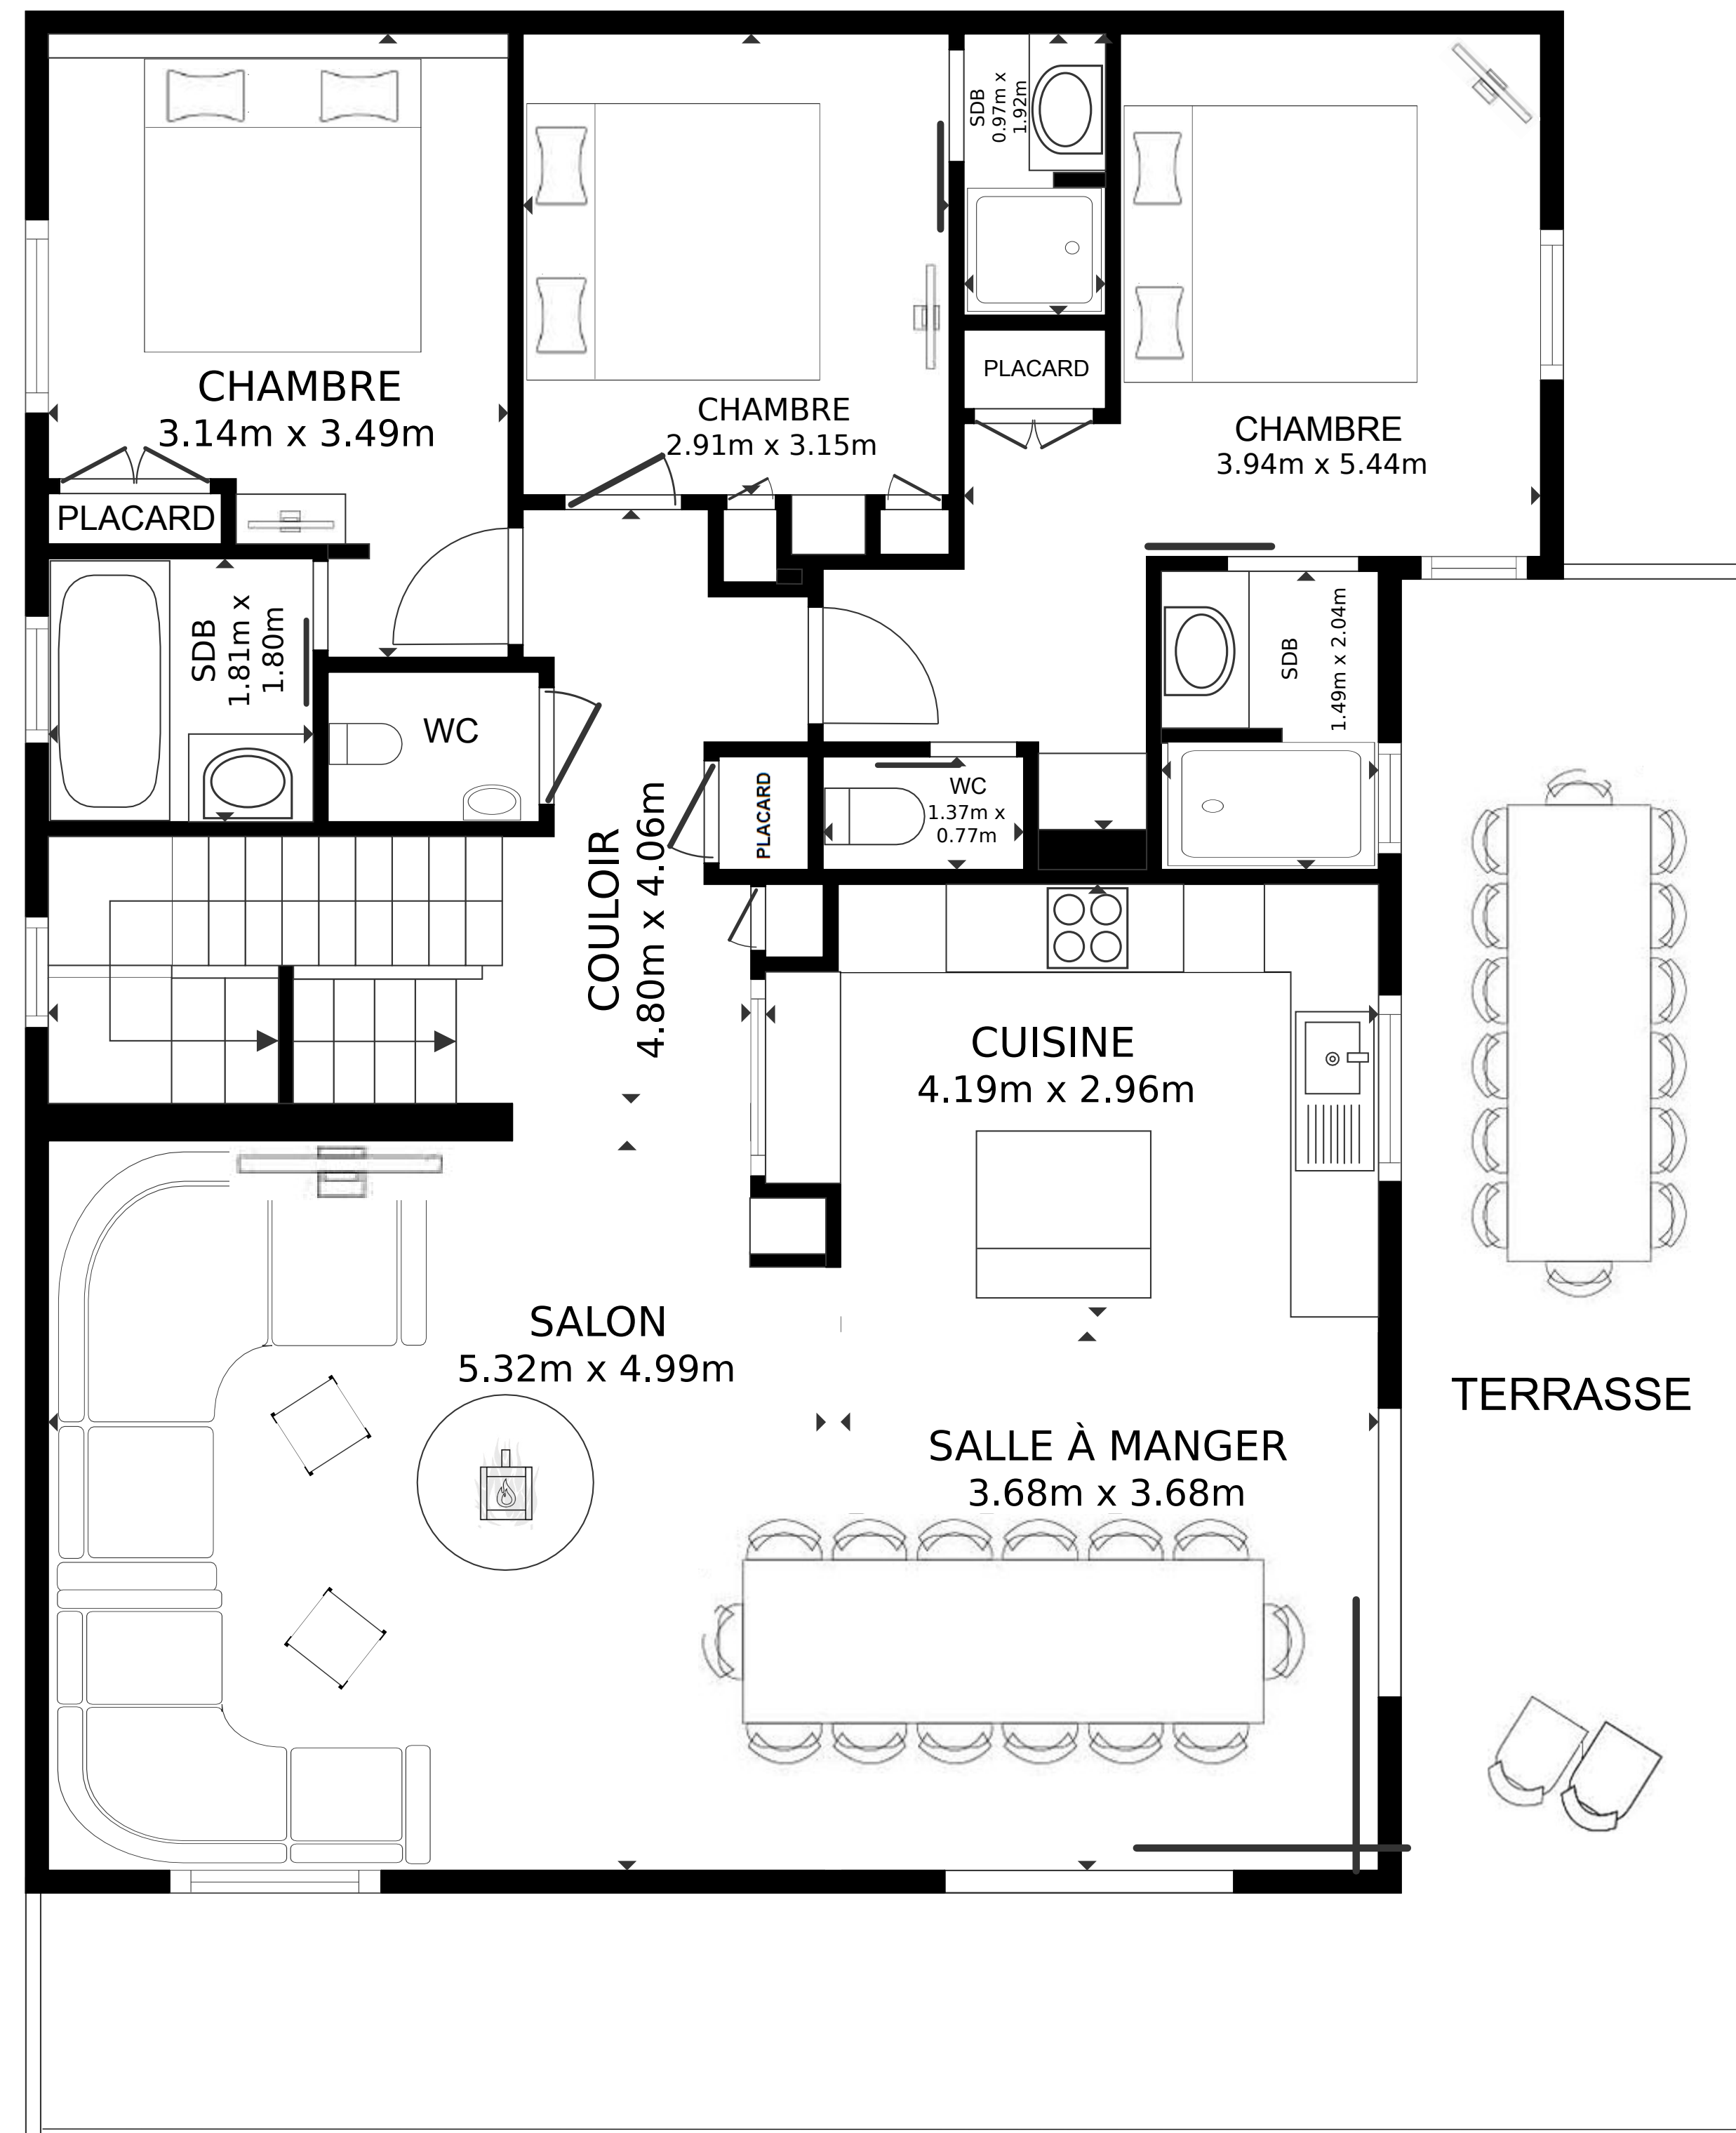 SDB
0.97m x
1.92m
PLACARD
CHAMBRE
3.14m x 3.49m
CHAMBRE
2.91m x 3.15m
CHAMBRE
3.94m x 5.44m
PLACARD
SDB
1.81m x
1.80m
WC
SDB
1.49m x 2.04m
PLACARD
WC
1.37m x
0.77m
COULOIR
4.80m x 4.06m
CUISINE
4.19m x 2.96m
SALON
5.32m x 4.99m
TERRASSE
SALLE À MANGER
3.68m x 3.68m